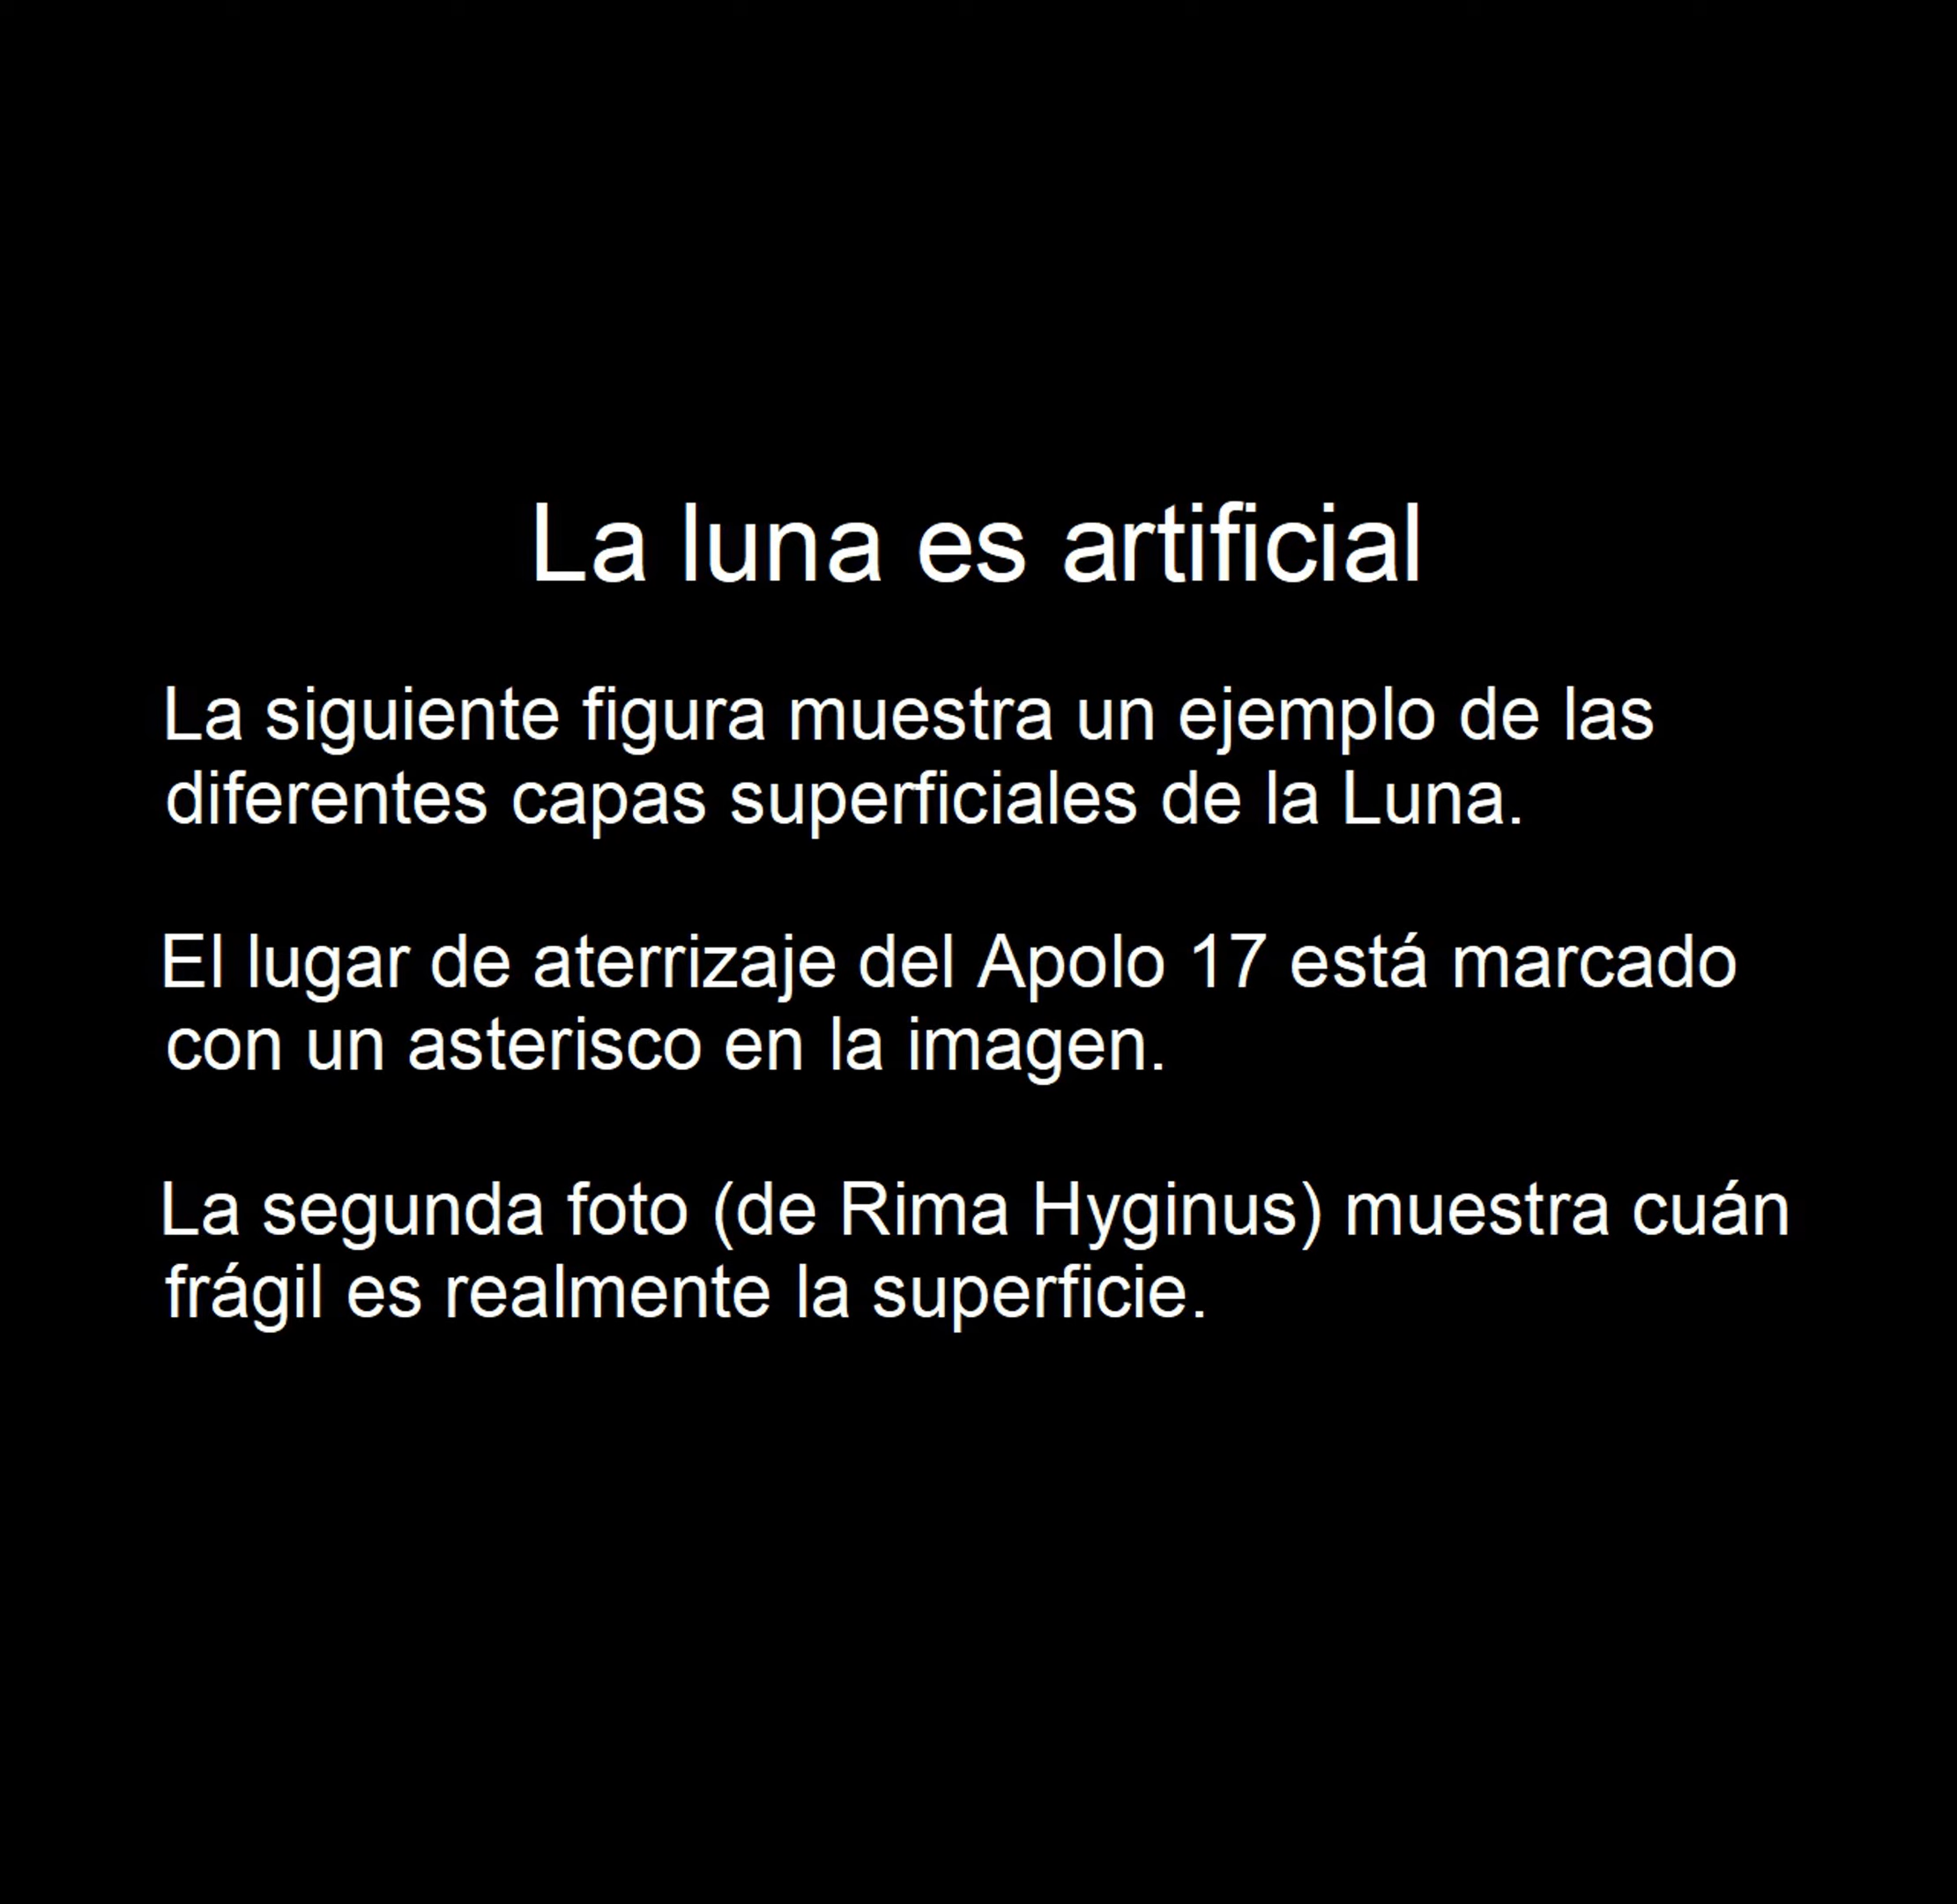 La luna es artificial
La siguiente figura muestra un ejemplo de las
diferentes capas superficiales de la Luna.
El lugar de aterrizaje del Apolo 17 está marcado
con un asterisco en la imagen.
La segunda foto (de Rima Hyginus) muestra cuán
frágil es realmente la superficie.